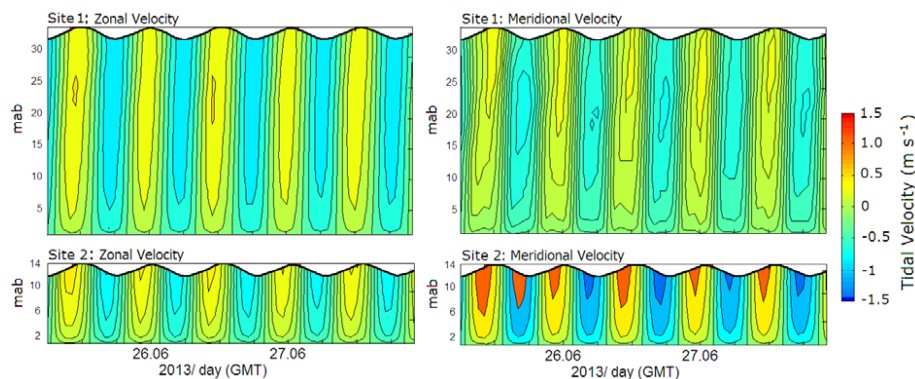 Site 1: Zonal Velocity
Site 1: Meridional Velocity
30
25
20
15
10
5
mab
30
25
20
15
10
5
mab
1.5
1.0
0.5
0
-0.5
-1
-1.5
Tidal Velocity (m s⁻¹)
Site 2: Zonal Velocity
Site 2: Meridional Velocity
14
10
6
2
mab
14
10
6
2
mab
26.06 27.06
26.06 27.06
2013/ day (GMT)
2013/ day (GMT)